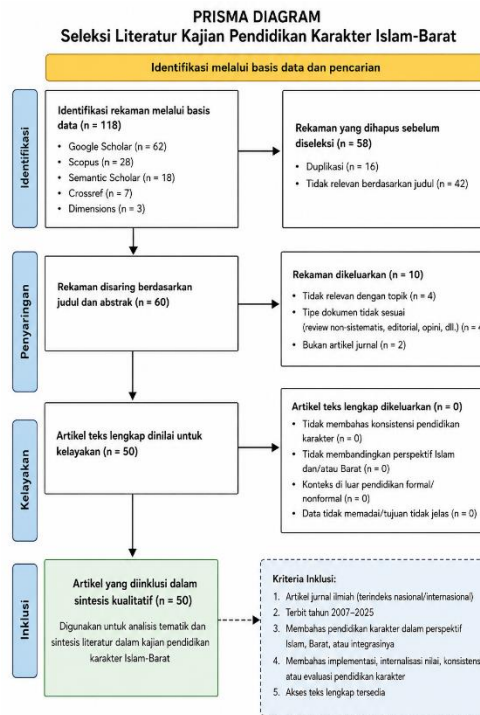 PRISMA DIAGRAM
Seleksi Literatur Kajian Pendidikan Karakter Islam-Barat
Identifikasi melalui basis data dan pencarian
Identifikasi
Identifikasi rekaman melalui basis
data (n = 118)
• Google Scholar (n = 62)
• Scopus (n = 28)
• Semantic Scholar (n = 18)
• Crossref (n = 7)
• Dimensions (n = 3)
Rekaman yang dihapus sebelum
diseleksi (n = 58)
• Duplikasi (n = 16)
• Tidak relevan berdasarkan judul (n = 42)
Penyaringan
Rekaman disaring berdasarkan
judul dan abstrak (n = 60)
Rekaman dikeluarkan (n = 10)
• Tidak relevan dengan topik (n = 4)
• Tipe dokumen tidak sesuai
(review non-sistematis, editorial, opini, dll.) (n =
• Bukan artikel jurnal (n = 2)
Kelayakan
Artikel teks lengkap dinilai untuk
kelayakan (n = 50)
Artikel teks lengkap dikeluarkan (n = 0)
• Tidak membahas konsistensi pendidikan
karakter (n = 0)
• Tidak membandingkan perspektif Islam
dan/atau Barat (n = 0)
• Konteks di luar pendidikan formal/
nonformal (n = 0)
• Data tidak memadai/tujuan tidak jelas (n = 0)
Inklusi
Artikel yang diinklusi dalam
sintesis kualitatif (n = 50)
Digunakan untuk analisis tematik dan
sintesis literatur dalam kajian pendidikan
karakter Islam-Barat
Kriteria Inklusi:
1. Artikel jurnal ilmiah (terindeks nasional/internasional)
2. Terbit tahun 2007–2025
3. Membahas pendidikan karakter dalam perspektif
Islam, Barat, atau integrasinya
4. Membahas implementasi, internalisasi nilai, konsistens
atau evaluasi pendidikan karakter
5. Akses teks lengkap tersedia